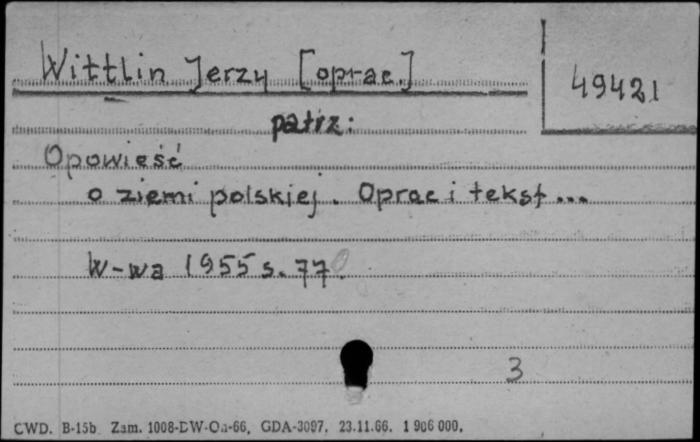 Wittlin Jerzy [oprac.]
49421
patrz:
Opowieść
o ziemi polskiej. Oprac i tekst...
W-wa 1955 s. 77.
3
CWD. B-15b. Zam. 1008-DW-Oa-66, GDA-3097, 23.11.66. 1 906 000.